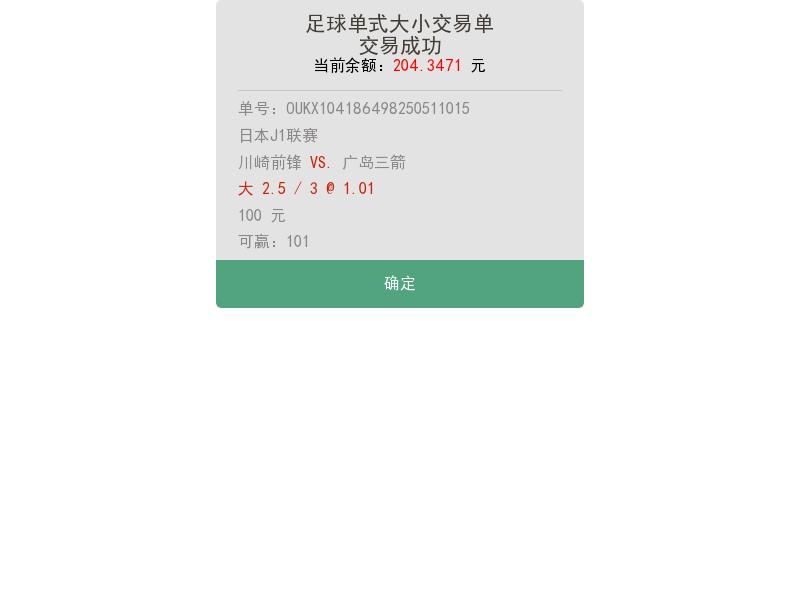 足球单式大小交易单
交易成功
当前余额：204.3471 元
单号：OUKX104186498250511015
日本J1联赛
川崎前锋 VS. 广岛三箭
大 2.5 / 3 @ 1.01
100 元
可赢：101
确定